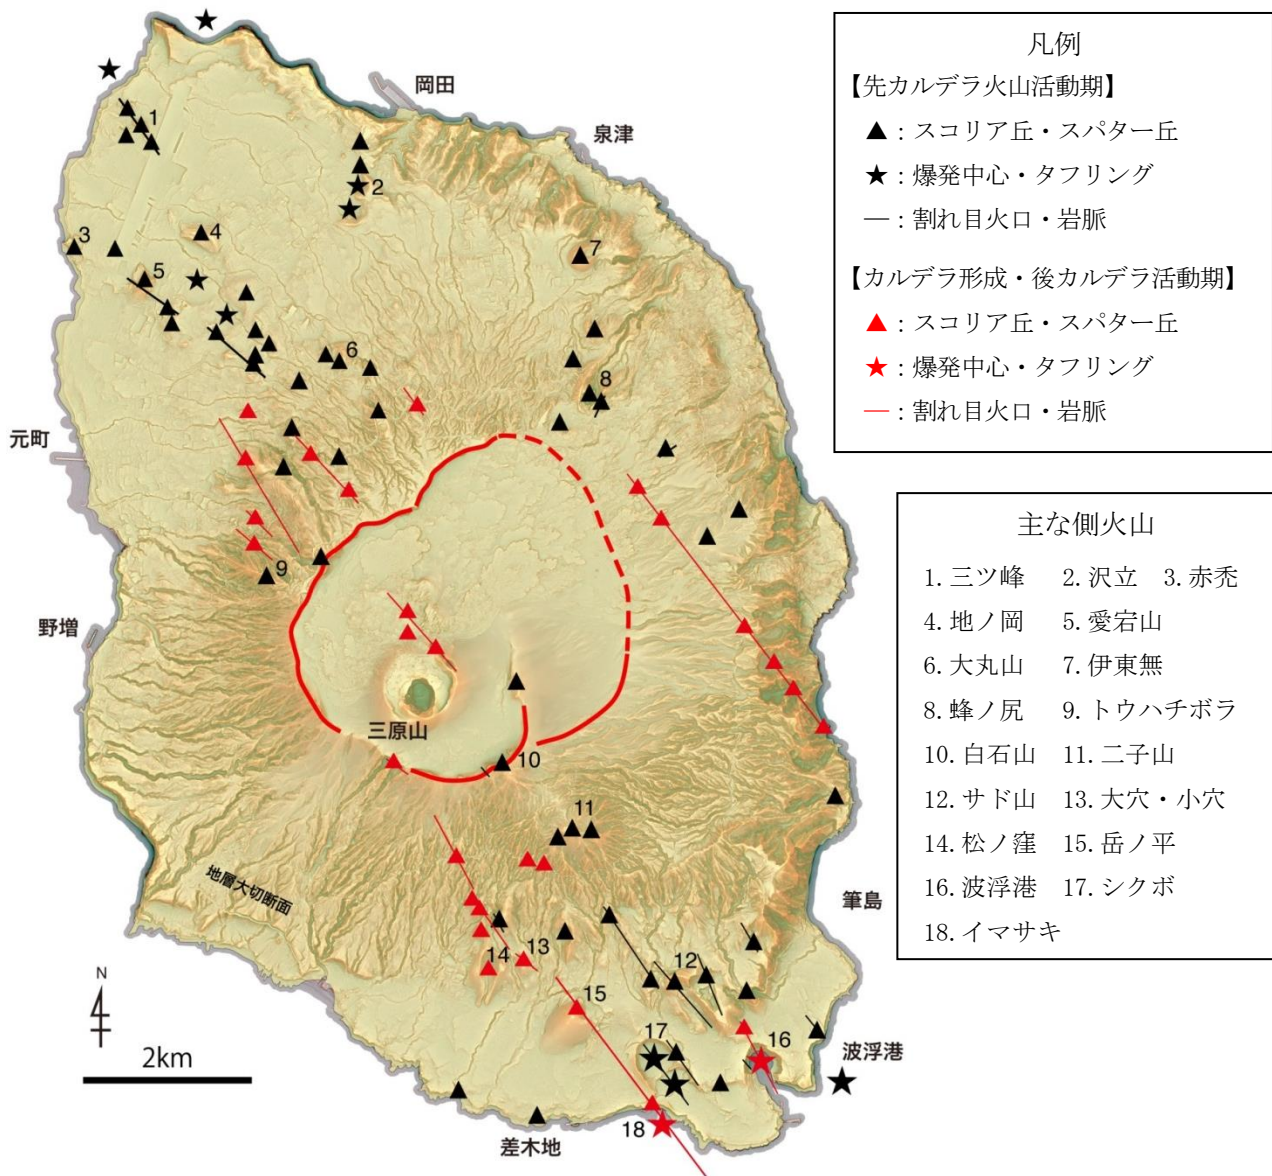 凡例
【先カルデラ火山活動期】
▲：スコリア丘・スパター丘
★：爆発中心・タフリング
―：割れ目火口・岩脈
【カルデラ形成・後カルデラ活動期】
▲：スコリア丘・スパター丘
★：爆発中心・タフリング
―：割れ目火口・岩脈
主な側火山
1.三ツ峰 2.沢立 3.赤禿
4.地ノ岡 5.愛宕山
6.大丸山 7.伊東無
8.蜂ノ尻 9.トウハチボラ
10.白石山 11.二子山
12.サド山 13.大穴・小穴
14.松ノ窪 15.岳ノ平
16.波浮港 17.シクボ
18.イマサキ
岡田
泉津
1
2
3
4
5
6
7
8
元町
9
野増
三原山
10
11
地層大切断面
筆島
12
13
14
15
16
17
18
波浮港
差木地
N
2km